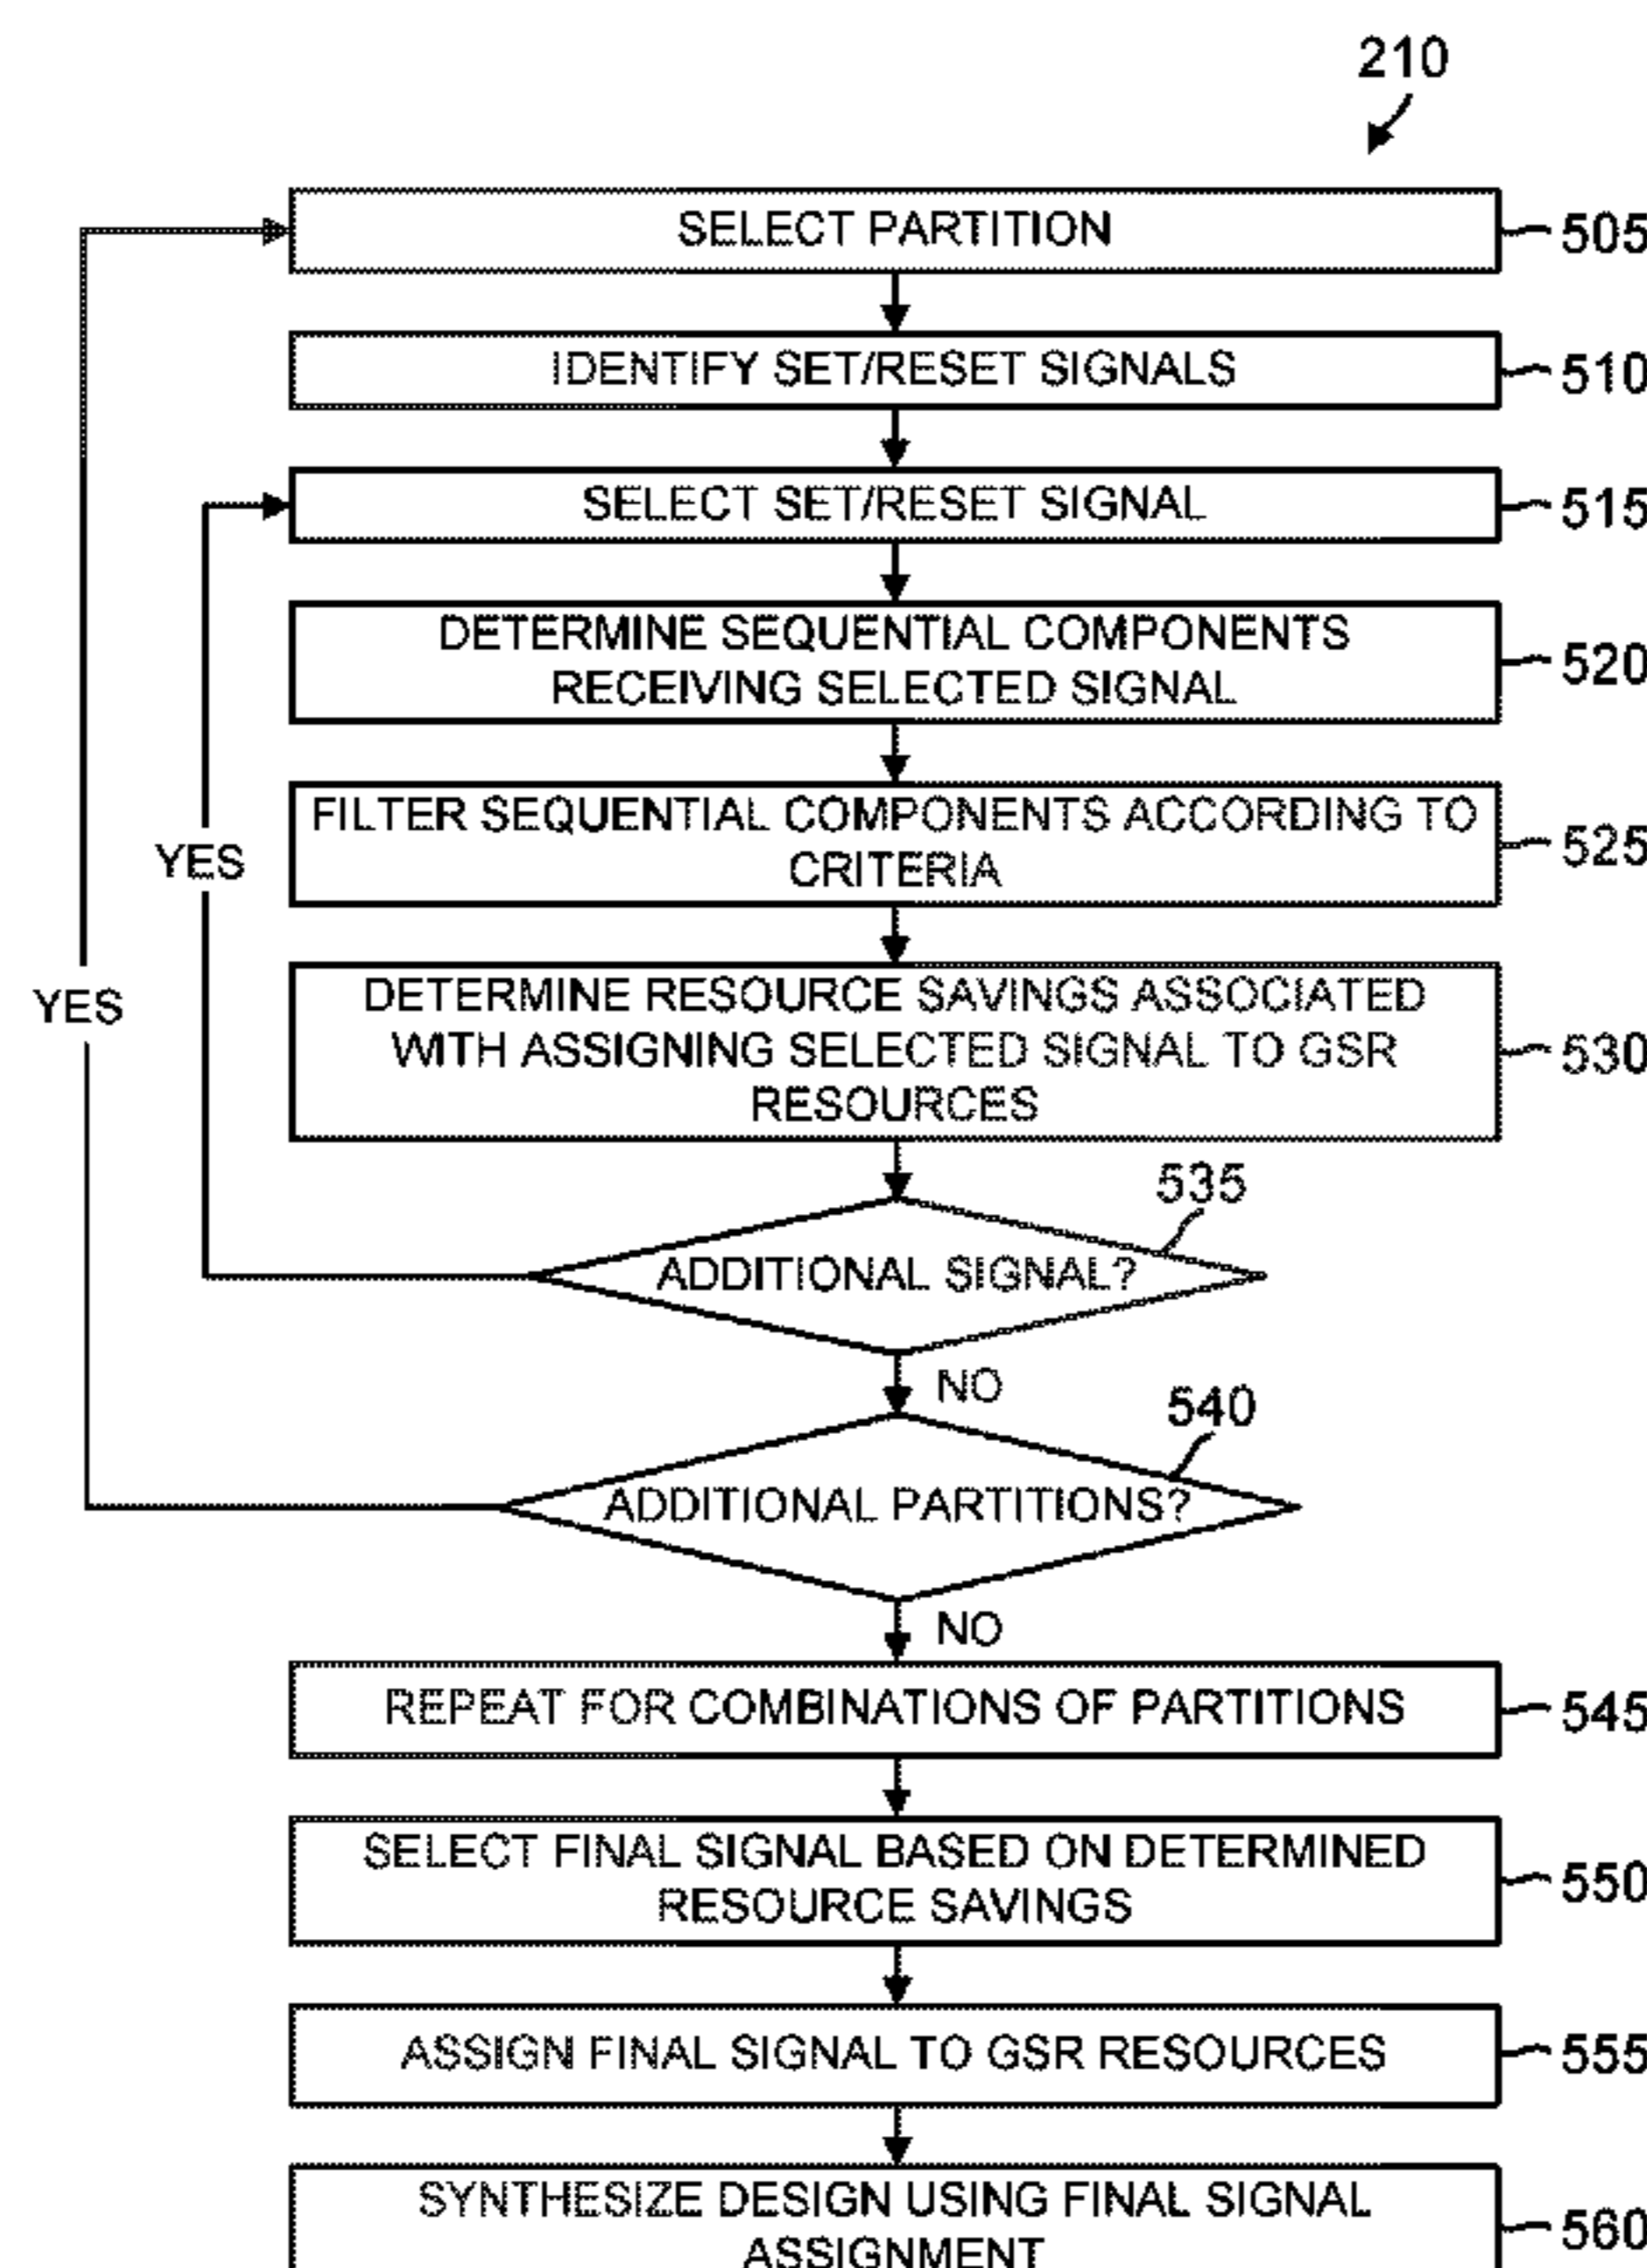 210
SELECT PARTITION
505
IDENTIFY SET/RESET SIGNALS
510
SELECT SET/RESET SIGNAL
515
DETERMINE SEQUENTIAL COMPONENTS
RECEIVING SELECTED SIGNAL
520
FILTER SEQUENTIAL COMPONENTS ACCORDING TO
CRITERIA
525
YES
DETERMINE RESOURCE SAVINGS ASSOCIATED
WITH ASSIGNING SELECTED SIGNAL TO GSR
RESOURCES
530
YES
535
ADDITIONAL SIGNAL?
NO
540
ADDITIONAL PARTITIONS?
NO
REPEAT FOR COMBINATIONS OF PARTITIONS
545
SELECT FINAL SIGNAL BASED ON DETERMINED
RESOURCE SAVINGS
550
ASSIGN FINAL SIGNAL TO GSR RESOURCES
555
SYNTHESIZE DESIGN USING FINAL SIGNAL
ASSIGNMENT
560